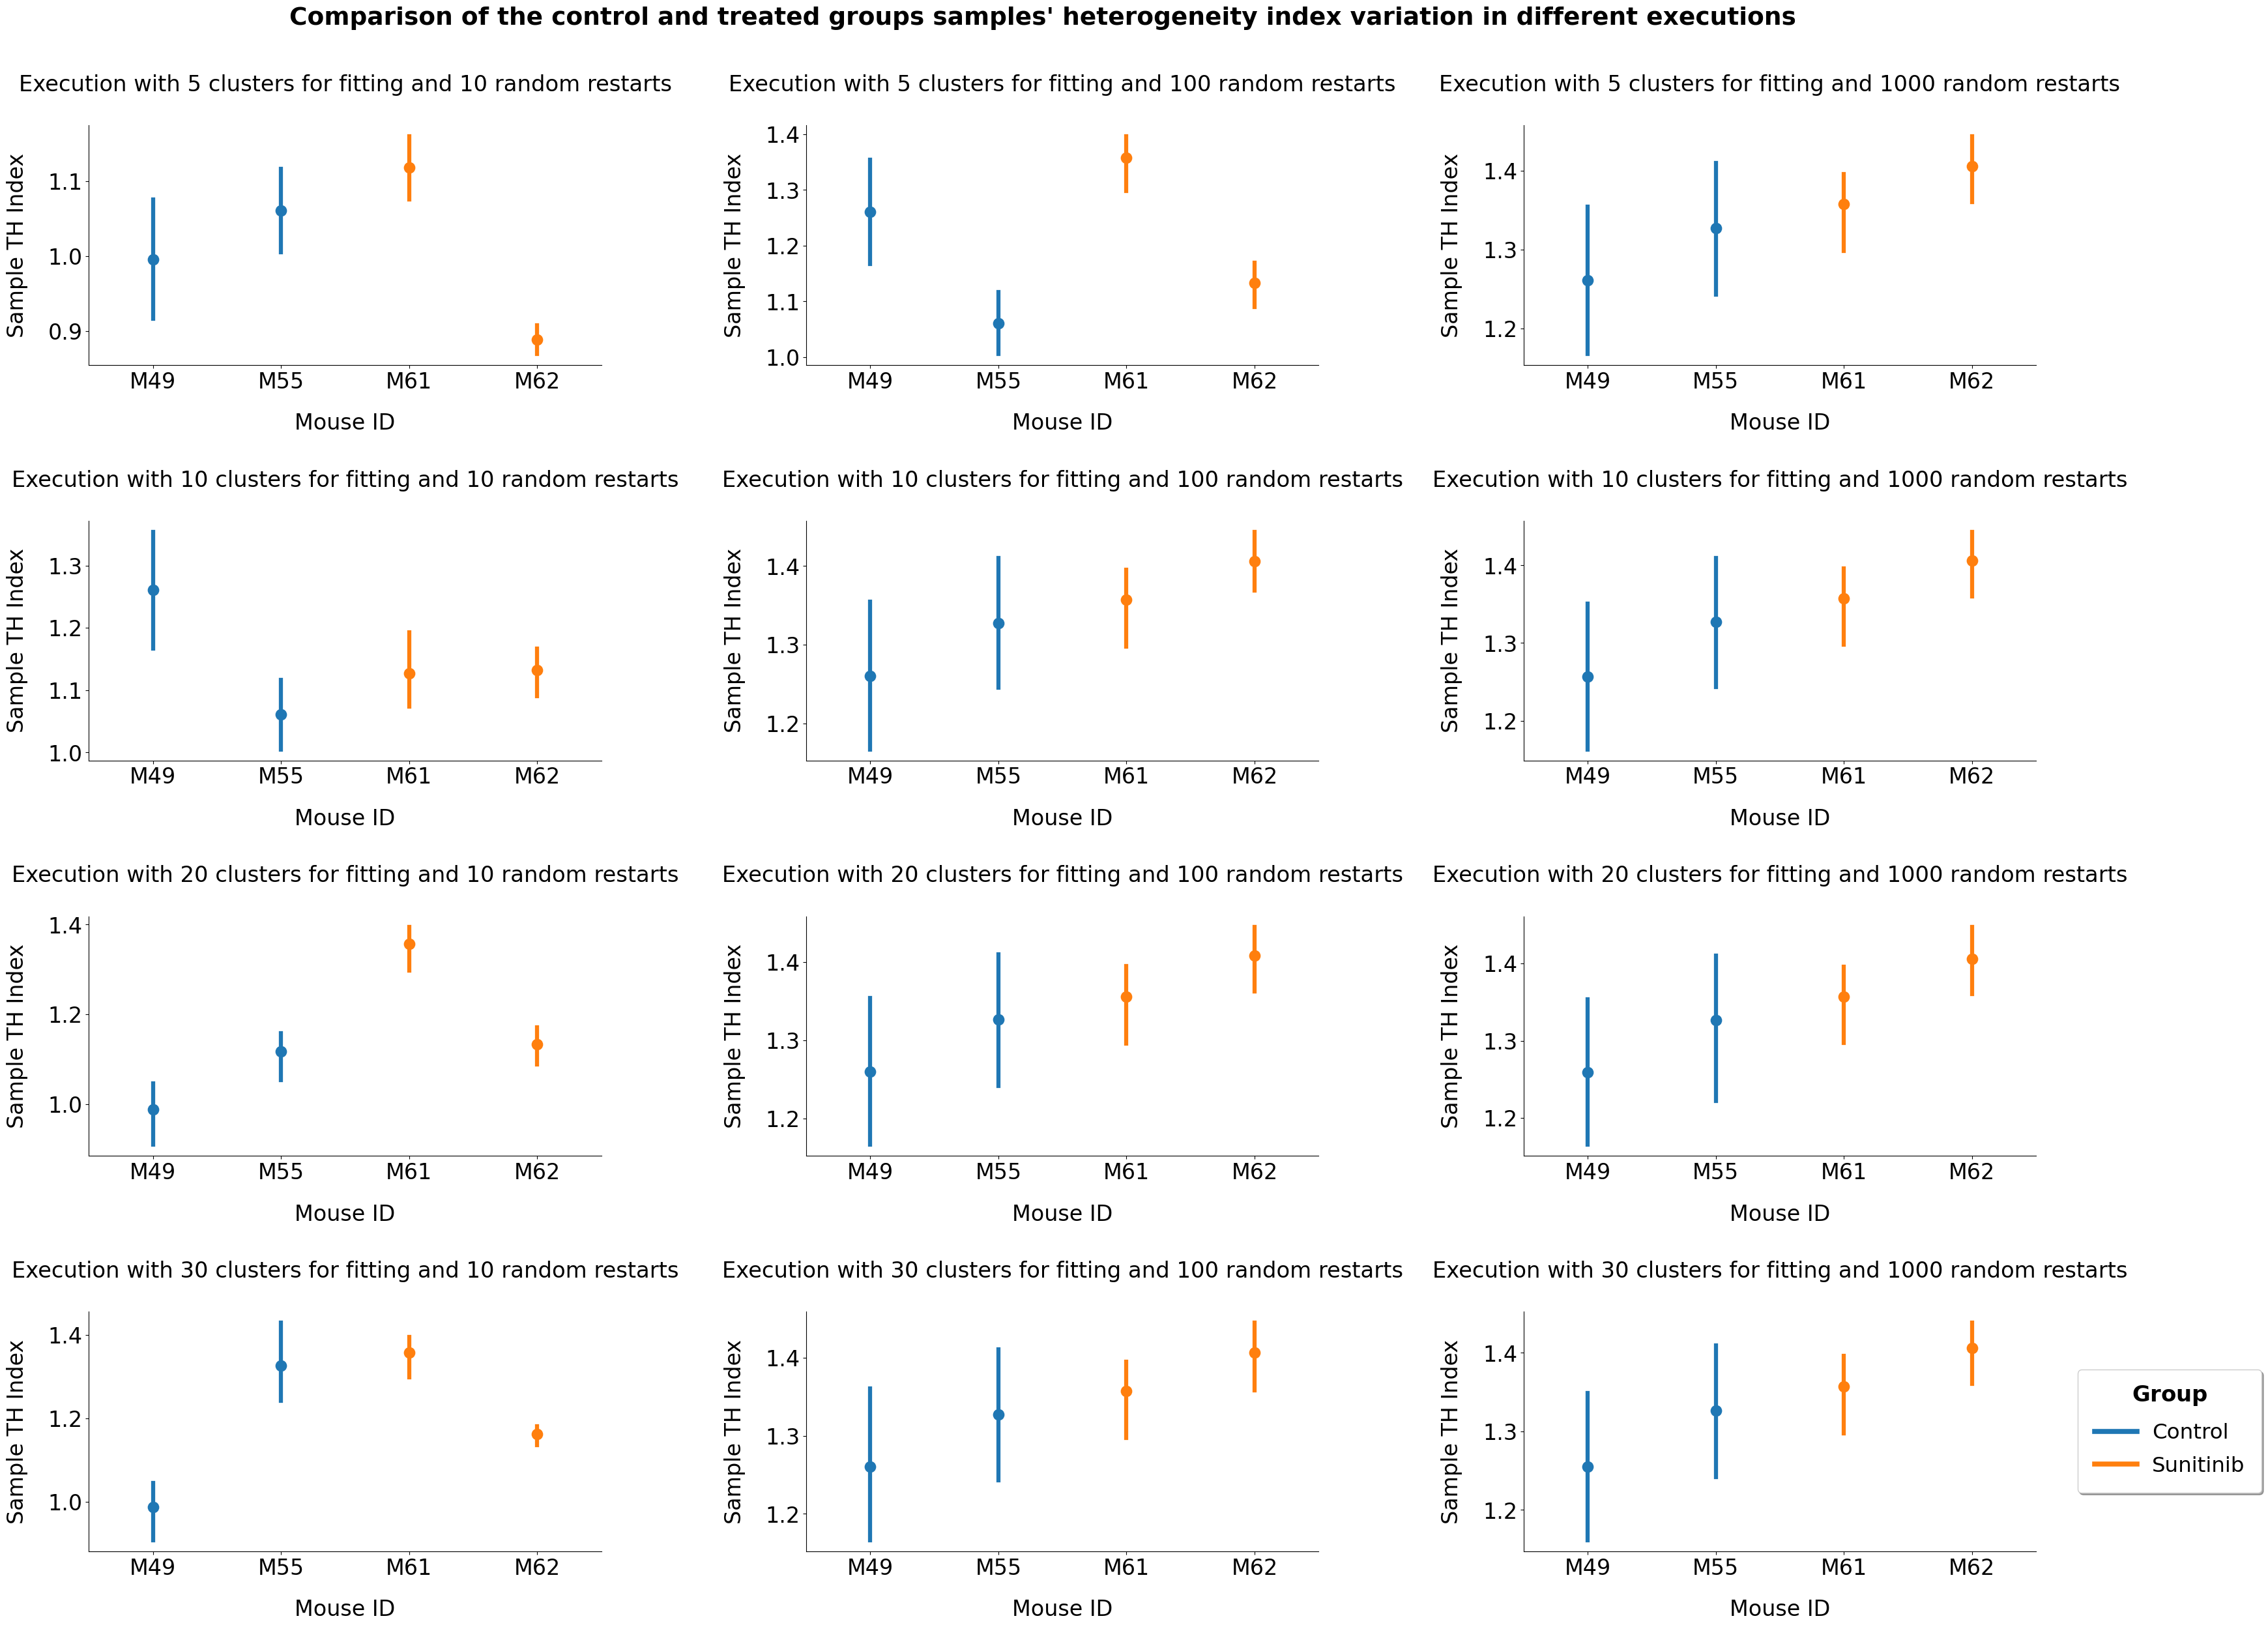 Comparison of the control and treated groups samples' heterogeneity index variation in different executions
Execution with 5 clusters for fitting and 10 random restarts
Sample TH Index
1.1
1.0
0.9
M49 M55 M61 M62
Mouse ID
Execution with 5 clusters for fitting and 100 random restarts
Sample TH Index
1.4
1.3
1.2
1.1
1.0
M49 M55 M61 M62
Mouse ID
Execution with 5 clusters for fitting and 1000 random restarts
Sample TH Index
1.4
1.3
1.2
M49 M55 M61 M62
Mouse ID
Execution with 10 clusters for fitting and 10 random restarts
Sample TH Index
1.3
1.2
1.1
1.0
M49 M55 M61 M62
Mouse ID
Execution with 10 clusters for fitting and 100 random restarts
Sample TH Index
1.4
1.3
1.2
M49 M55 M61 M62
Mouse ID
Execution with 10 clusters for fitting and 1000 random restarts
Sample TH Index
1.4
1.3
1.2
M49 M55 M61 M62
Mouse ID
Execution with 20 clusters for fitting and 10 random restarts
Sample TH Index
1.4
1.2
1.0
M49 M55 M61 M62
Mouse ID
Execution with 20 clusters for fitting and 100 random restarts
Sample TH Index
1.4
1.3
1.2
M49 M55 M61 M62
Mouse ID
Execution with 20 clusters for fitting and 1000 random restarts
Sample TH Index
1.4
1.3
1.2
M49 M55 M61 M62
Mouse ID
Execution with 30 clusters for fitting and 10 random restarts
Sample TH Index
1.4
1.2
1.0
M49 M55 M61 M62
Mouse ID
Execution with 30 clusters for fitting and 100 random restarts
Sample TH Index
1.4
1.3
1.2
M49 M55 M61 M62
Mouse ID
Execution with 30 clusters for fitting and 1000 random restarts
Sample TH Index
1.4
1.3
1.2
M49 M55 M61 M62
Mouse ID
Group
Control
Sunitinib